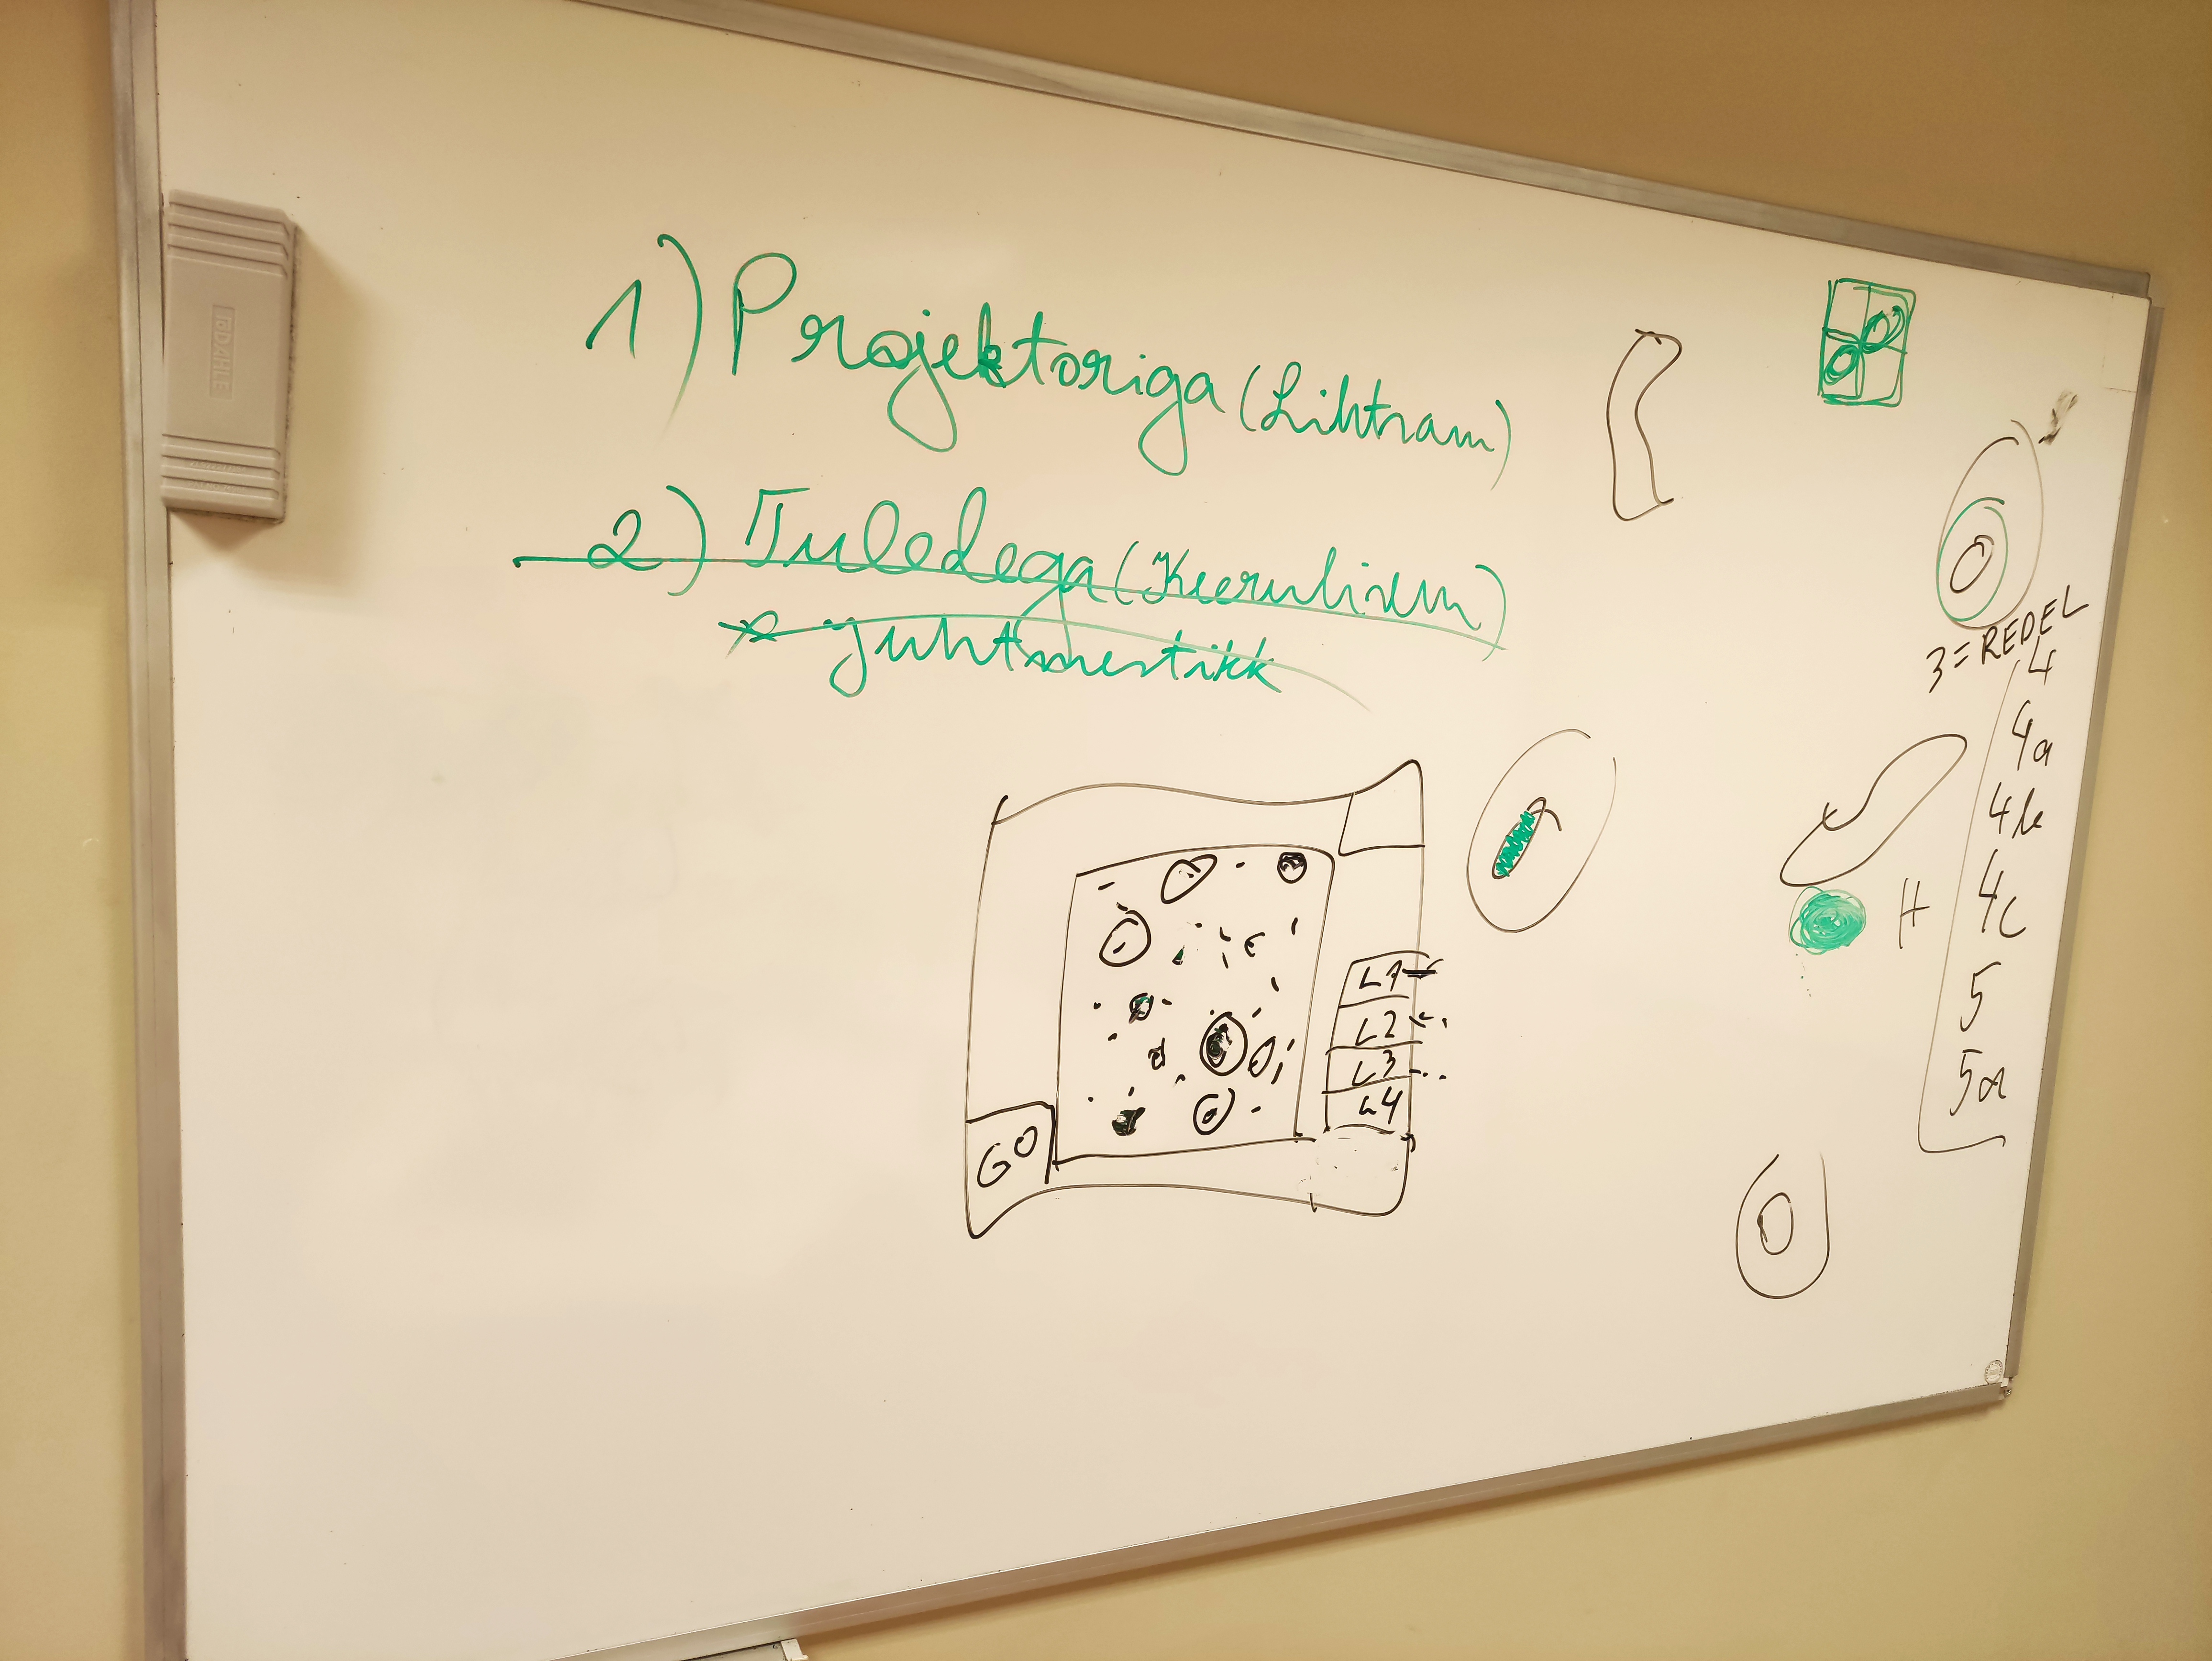 1) Projektoriga (Lihtsam)
2) Tuledega (Keerulisem)
* Juhtmestikk
3 = REDEL
4
4a
4b
4c
5
5a
H
L1
L2
L3
L4
GO